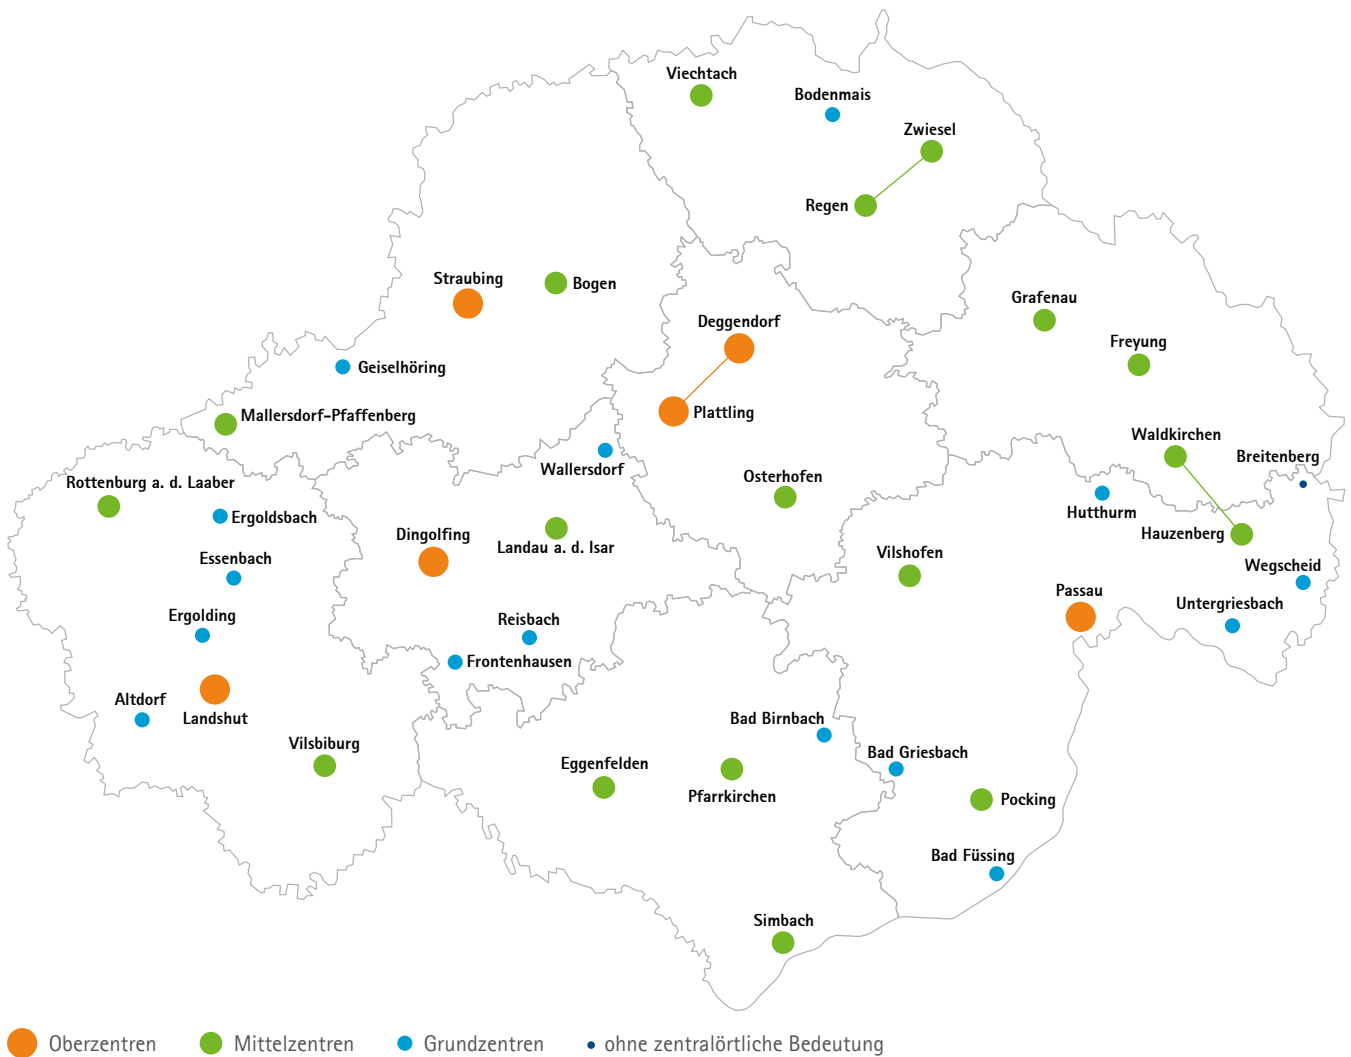 Viechtach
Bodenmais
Zwiesel
Regen
Straubing
Bogen
Grafenau
Deggendorf
Freyung
Geiselhöring
Mallersdorf-Pfaffenberg
Plattling
Waldkirchen
Breitenberg
Wallersdorf
Osterhofen
Rottenburg a. d. Laaber
Ergoldsbach
Hutthurm
Hauzenberg
Dingolfing
Landau a. d. Isar
Essenbach
Vilshofen
Wegscheid
Passau
Untergriesbach
Ergolding
Reisbach
Frontenhausen
Altdorf
Landshut
Bad Birnbach
Vilsbiburg
Bad Griesbach
Eggenfelden
Pfarrkirchen
Pocking
Bad Füssing
Simbach
Oberzentren
Mittelzentren
Grundzentren
ohne zentralörtliche Bedeutung